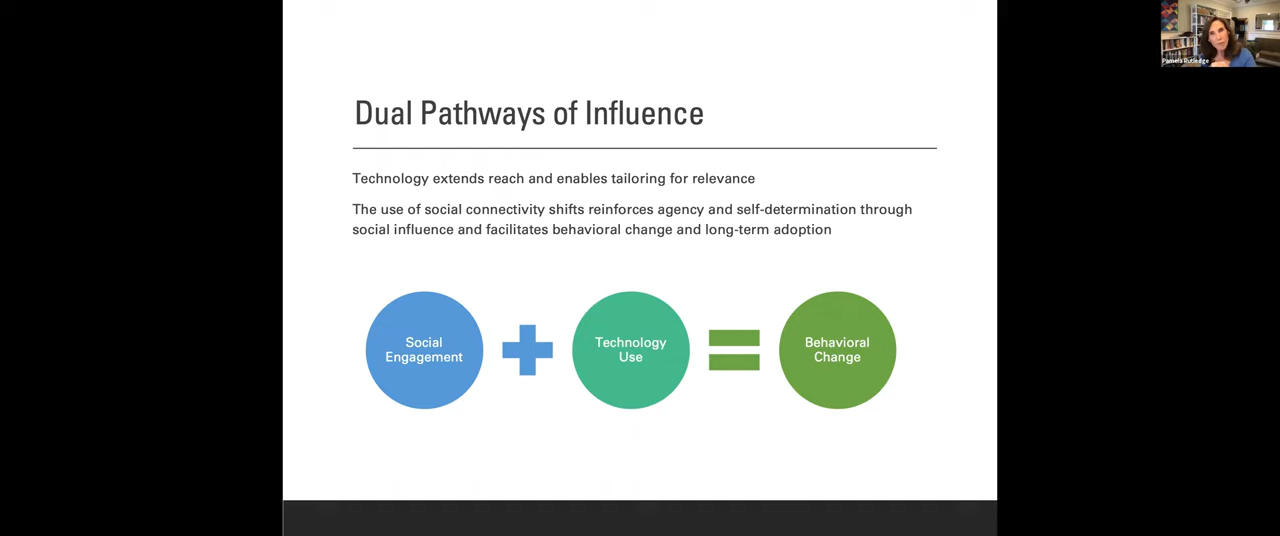 Pamela Rutledge
Dual Pathways of Influence
Technology extends reach and enables tailoring for relevance
The use of social connectivity shifts reinforces agency and self-determination through
social influence and facilitates behavioral change and long-term adoption
Social
Engagement
Technology
Use
Behavioral
Change